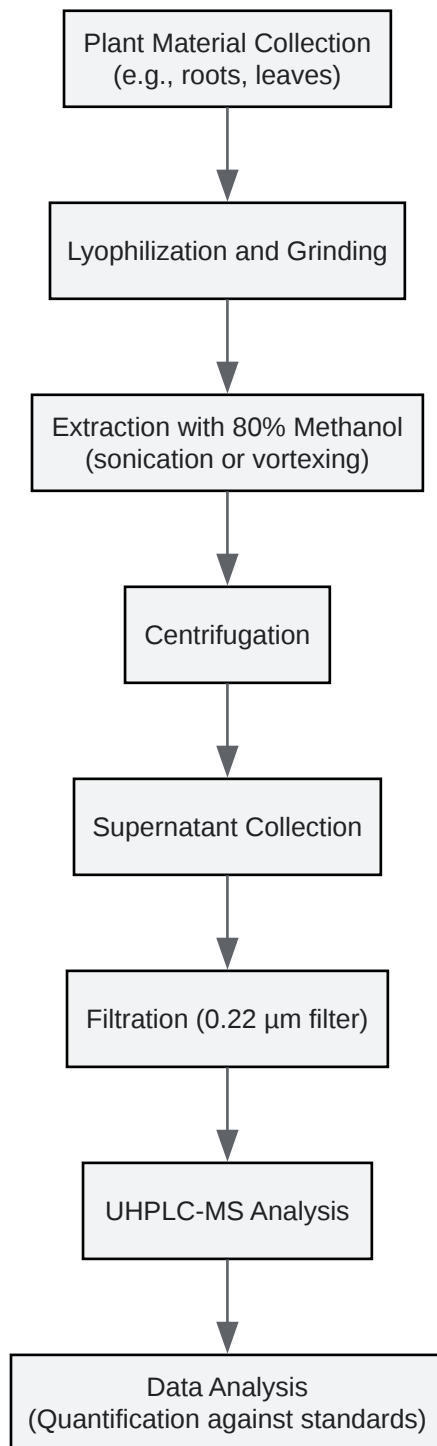 Plant Material Collection
(e.g., roots, leaves)
Lyophilization and Grinding
Extraction with 80% Methanol
(sonication or vortexing)
Centrifugation
Supernatant Collection
Filtration (0.22 µm filter)
UHPLC-MS Analysis
Data Analysis
(Quantification against standards)